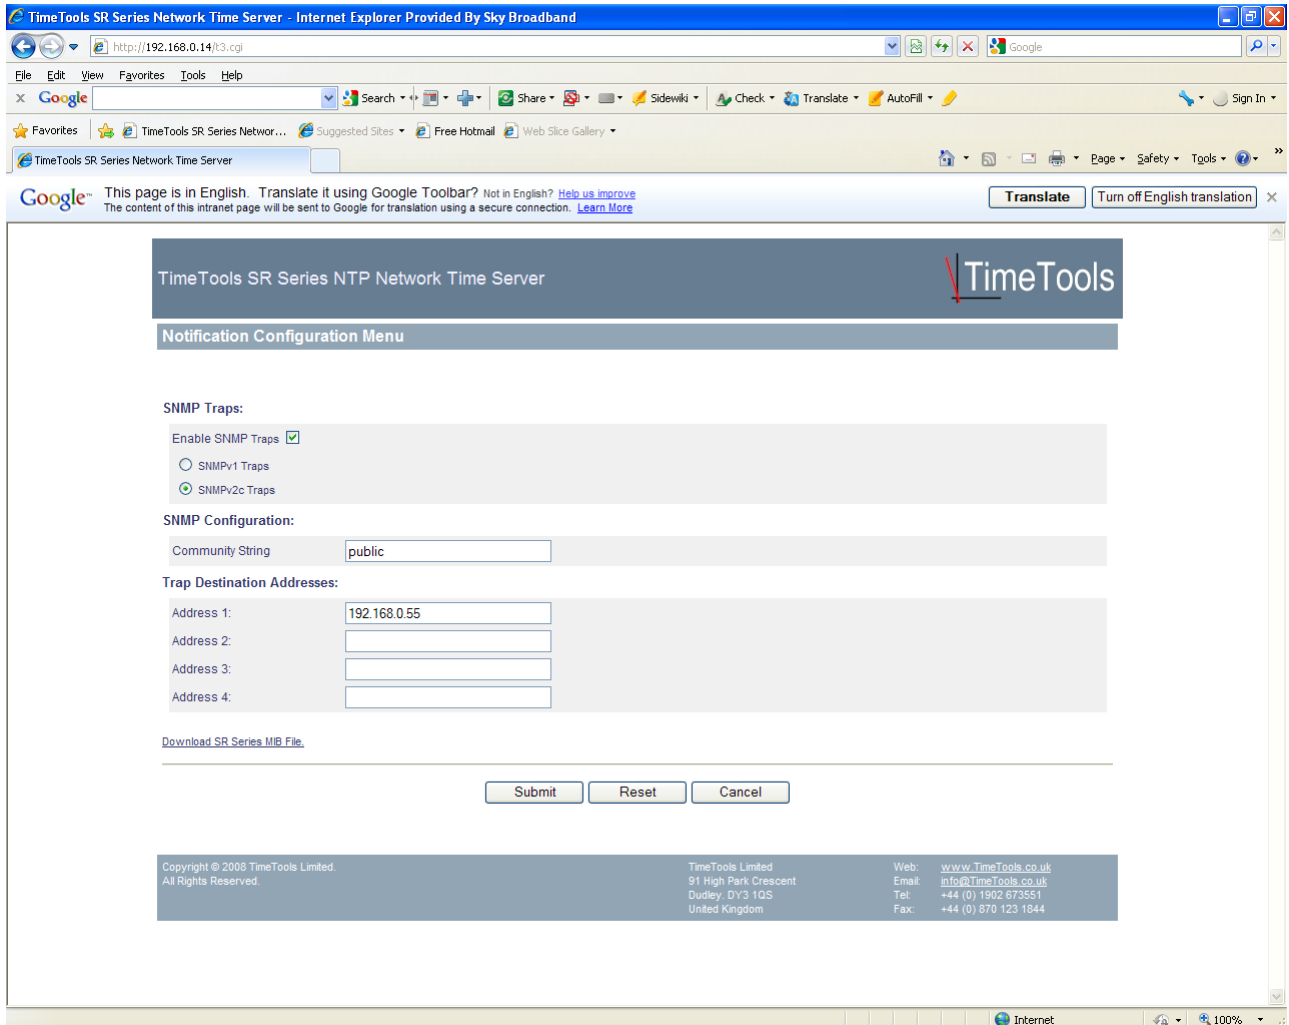 TimeTools SR Series Network Time Server - Internet Explorer Provided By Sky Broadband
http://192.168.0.14/t3.cgi
Google
File Edit View Favorites Tools Help
x Google Search Share Sidewiki Check Translate AutoFill Sign In
Favorites TimeTools SR Series Networ... Suggested Sites Free Hotmail Web Slice Gallery
TimeTools SR Series Network Time Server Page Safety Tools »
Google™ This page is in English. Translate it using Google Toolbar? Not in English? Help us improve
The content of this intranet page will be sent to Google for translation using a secure connection. Learn More
Translate Turn off English translation
TimeTools SR Series NTP Network Time Server
TimeTools
Notification Configuration Menu
SNMP Traps:
Enable SNMP Traps
SNMPv1 Traps
SNMPv2c Traps
SNMP Configuration:
Community String public
Trap Destination Addresses:
Address 1: 192.168.0.55
Address 2:
Address 3:
Address 4:
Download SR Series MIB File.
Submit Reset Cancel
Copyright © 2008 TimeTools Limited.
All Rights Reserved.
TimeTools Limited
91 High Park Crescent
Dudley. DY3 1QS
United Kingdom
Web: www.TimeTools.co.uk
Email: info@TimeTools.co.uk
Tel: +44 (0) 1902 673551
Fax: +44 (0) 870 123 1844
Internet 100%